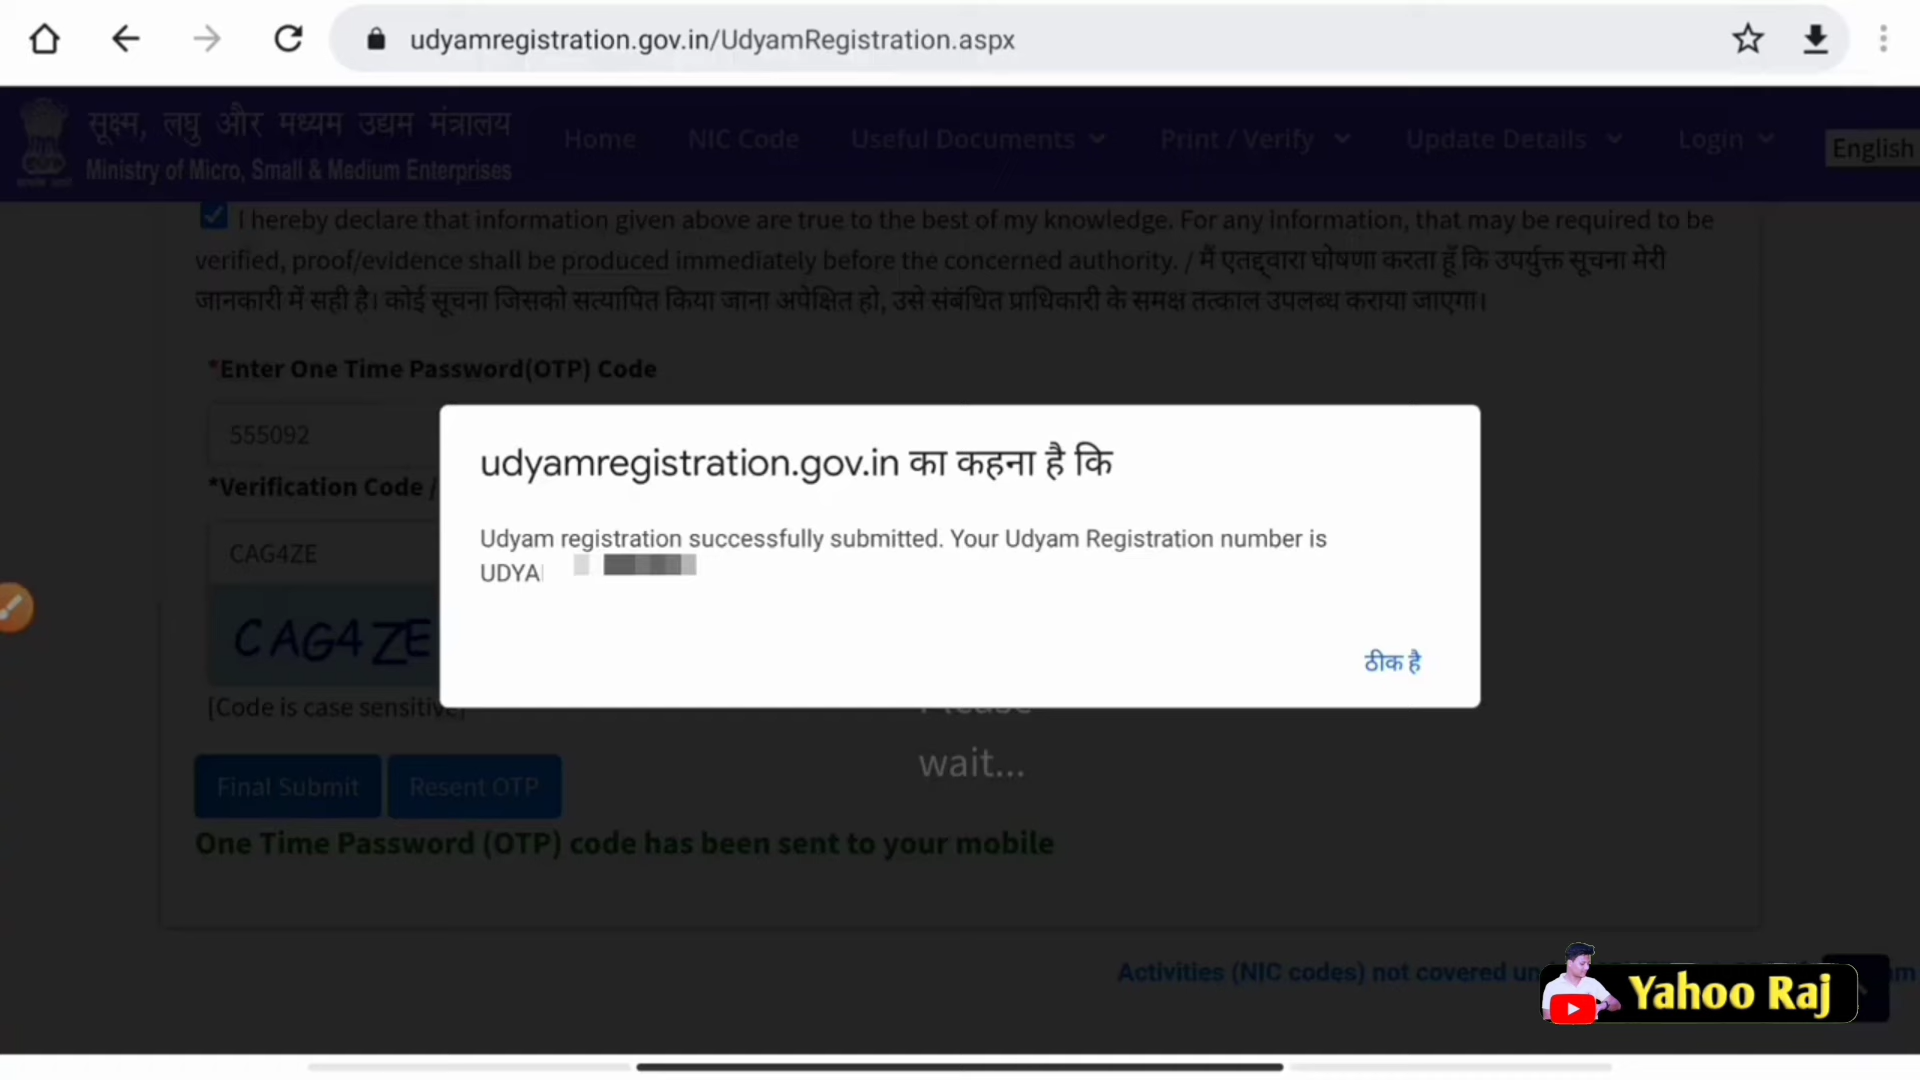 udyamregistration.gov.in/UdyamRegistration.aspx
सूक्ष्म, लघु और मध्यम उद्यम मंत्रालय
Ministry of Micro, Small & Medium Enterprises
Home NIC Code Useful Documents Print / Verify Update Details Login English
I hereby declare that information given above are true to the best of my knowledge. For any information, that may be required to be
verified, proof/evidence shall be produced immediately before the concerned authority. / मैं एतद्द्वारा घोषणा करता हूँ कि उपर्युक्त सूचना मेरी
जानकारी में सही है। कोई सूचना जिसको सत्यापित किया जाना अपेक्षित हो, उसे संबंधित प्राधिकारी के समक्ष तत्काल उपलब्ध कराया जाएगा।
*Enter One Time Password(OTP) Code
555092
*Verification Code /
CAG4ZE
CAG4ZE
[Code is case sensitive]
udyamregistration.gov.in का कहना है कि
Udyam registration successfully submitted. Your Udyam Registration number is
UDYA
ठीक है
Please
wait...
Final Submit Resent OTP
One Time Password (OTP) code has been sent to your mobile
Activities (NIC codes) not covered
Yahoo Raj